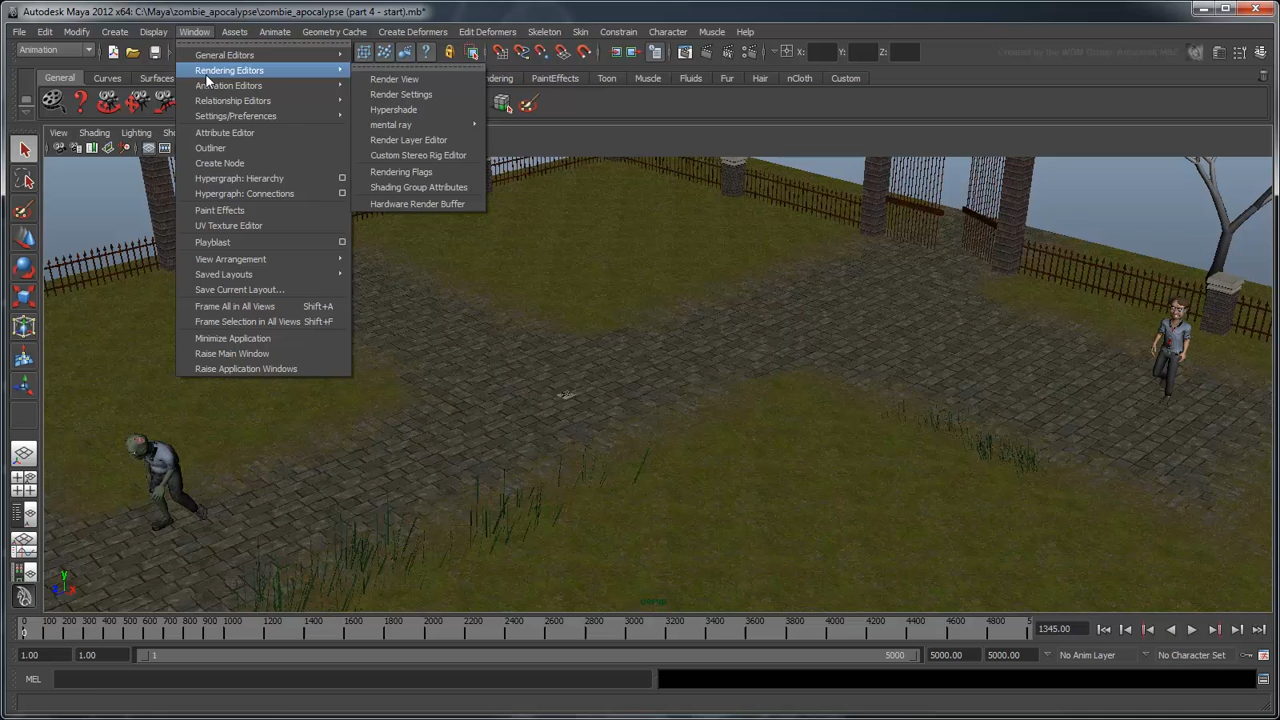 Autodesk Maya 2012 x64: C:\Maya\zombie_apocalypse\zombie_apocalypse (part 4 - start).mb*
File Edit Modify Create Display Window Assets Animate Geometry Cache Create Deformers Edit Deformers Skeleton Skin Constrain Character Muscle Help
Animation X: Y: Z:
General Curves Surfaces dering PaintEffects Toon Muscle Fluids Fur Hair nCloth Custom
View Shading Lighting Sh
General Editors
Rendering Editors
Animation Editors
Relationship Editors
Settings/Preferences
Attribute Editor
Outliner
Create Node
Hypergraph: Hierarchy
Hypergraph: Connections
Paint Effects
UV Texture Editor
Playblast
View Arrangement
Saved Layouts
Save Current Layout...
Frame All in All Views Shift+A
Frame Selection in All Views Shift+F
Minimize Application
Raise Main Window
Raise Application Windows
Render View
Render Settings
Hypershade
mental ray
Render Layer Editor
Custom Stereo Rig Editor
Rendering Flags
Shading Group Attributes
Hardware Render Buffer
y
x
0 100 200 300 400 500 600 700 800 900 1000 1200 1400 1600 1800 2000 2200 2400 2600 2800 3000 3200 3400 3600 3800 4000 4200 4400 4600 4800 5
0
1345.00
1.00 1.00 1 5000 5000.00 5000.00 No Anim Layer No Character Set
MEL